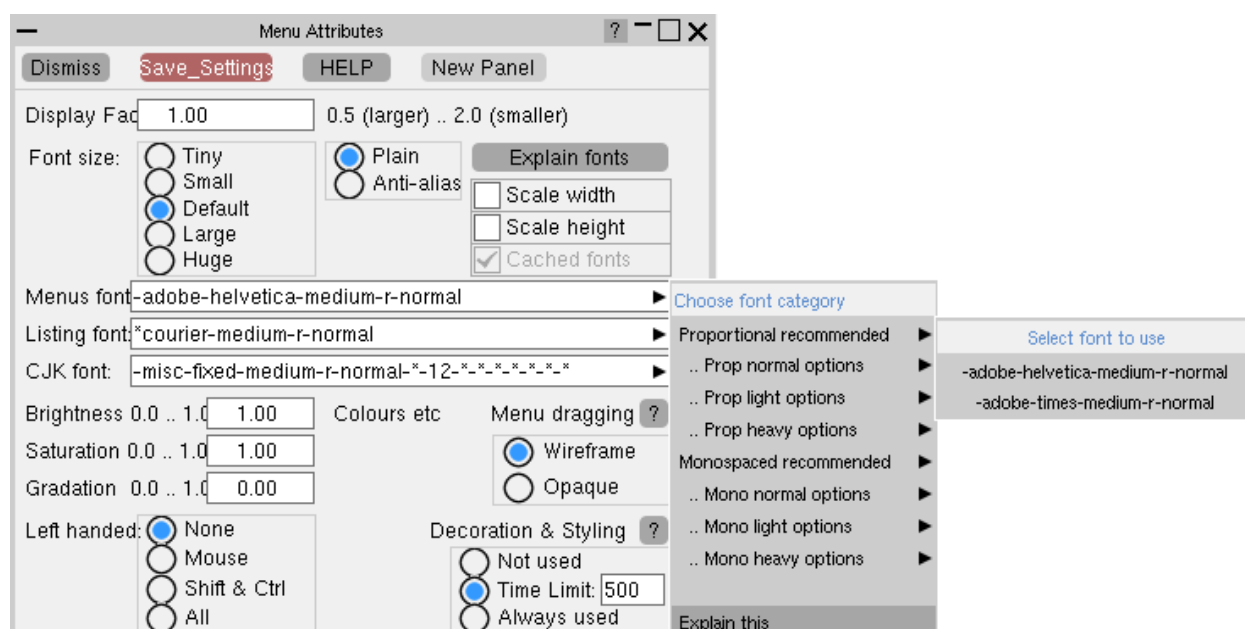 Menu Attributes ?
Dismiss Save_Settings HELP New Panel
Display Fac 1.00 0.5 (larger) .. 2.0 (smaller)
Font size: Tiny Plain Explain fonts
Small Anti-alias Scale width
Default Scale height
Large
Huge Cached fonts
Menus font -adobe-helvetica-medium-r-normal
Listing font: *courier-medium-r-normal
CJK font: -misc-fixed-medium-r-normal-*-12-*-*-*-*-*-*
Brightness 0.0 .. 1.0 1.00 Colours etc Menu dragging ?
Saturation 0.0 .. 1.0 1.00 Wireframe
Gradation 0.0 .. 1.0 0.00 Opaque
Left handed: None Decoration & Styling ?
Mouse Not used
Shift & Ctrl Time Limit: 500
All Always used
Choose font category
Proportional recommended
.. Prop normal options
.. Prop light options
.. Prop heavy options
Monospaced recommended
.. Mono normal options
.. Mono light options
.. Mono heavy options
Explain this
Select font to use
-adobe-helvetica-medium-r-normal
-adobe-times-medium-r-normal